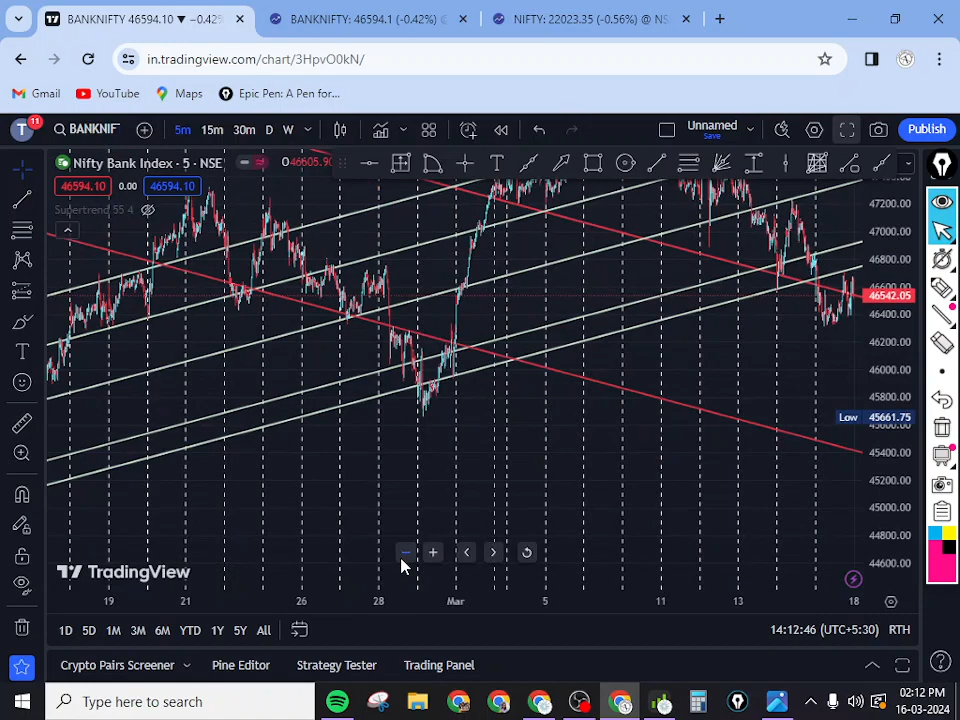 BANKNIFTY 46594.10 ▼ −0.42%
BANKNIFTY: 46594.1 (-0.42%)
NIFTY: 22023.35 (-0.56%) @ NS
in.tradingview.com/chart/3HpvO0kN/
Gmail
YouTube
Maps
Epic Pen: A Pen for...
T
11
BANKNIF
5m
15m
30m
D
W
Unnamed
Save
Publish
Nifty Bank Index · 5 · NSE
O46605.90
46594.10
0.00
46594.10
Supertrend 55 4
47200.00
47000.00
46800.00
46542.05
46400.00
46200.00
46000.00
45800.00
Low 45661.75
45400.00
45200.00
45000.00
44800.00
44600.00
TradingView
19
21
26
28
Mar
5
11
13
18
1D
5D
1M
3M
6M
YTD
1Y
5Y
All
14:12:46 (UTC+5:30)
RTH
Crypto Pairs Screener
Pine Editor
Strategy Tester
Trading Panel
Type here to search
02:12 PM
16-03-2024